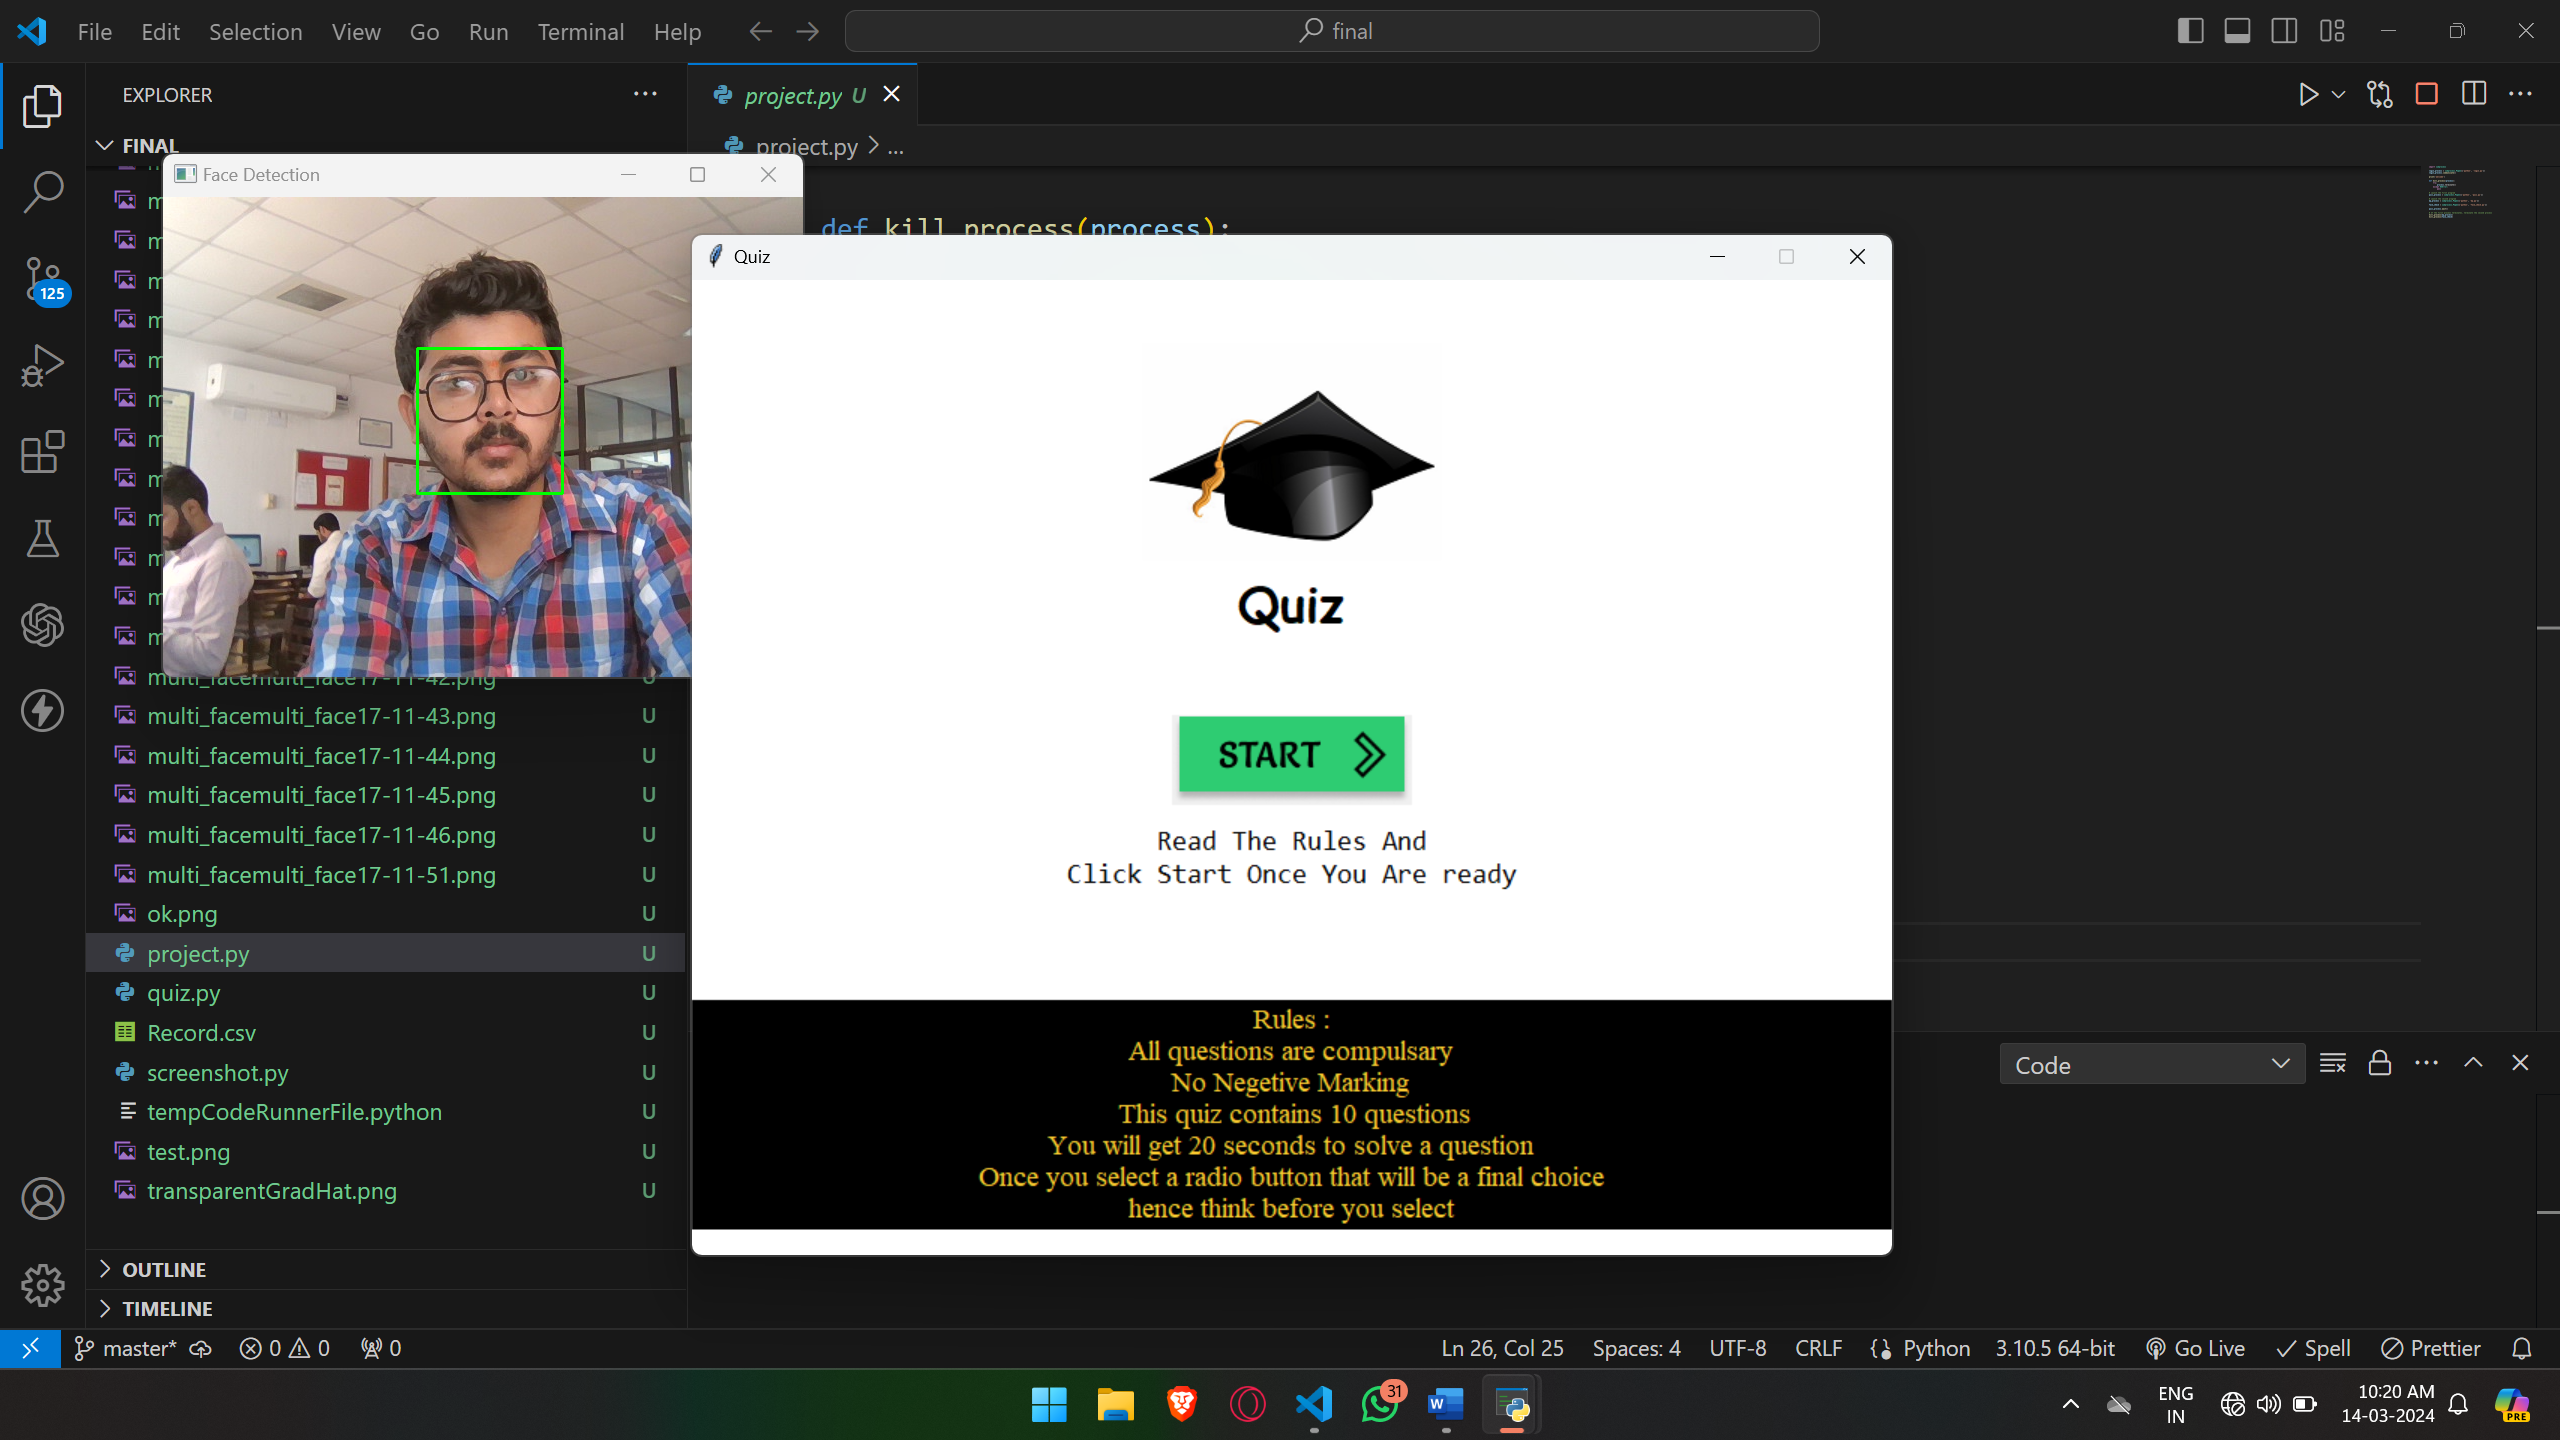 File Edit Selection View Go Run Terminal Help
final
EXPLORER
FINAL
project.py U
project.py > ...
Face Detection
def kill_process(process):
Quiz
125
Quiz
START
Read The Rules And
Click Start Once You Are ready
Rules :
All questions are compulsary
No Negetive Marking
This quiz contains 10 questions
You will get 20 seconds to solve a question
Once you select a radio button that will be a final choice
hence think before you select
multi_facemulti_face17-11-42.png U
multi_facemulti_face17-11-43.png U
multi_facemulti_face17-11-44.png U
multi_facemulti_face17-11-45.png U
multi_facemulti_face17-11-46.png U
multi_facemulti_face17-11-51.png U
ok.png U
project.py U
quiz.py U
Record.csv U
screenshot.py U
tempCodeRunnerFile.python U
test.png U
transparentGradHat.png U
OUTLINE
TIMELINE
Code
master* 0 0 0
Ln 26, Col 25 Spaces: 4 UTF-8 CRLF Python 3.10.5 64-bit Go Live Spell Prettier
31
W
ENG
IN
10:20 AM
14-03-2024
PRE